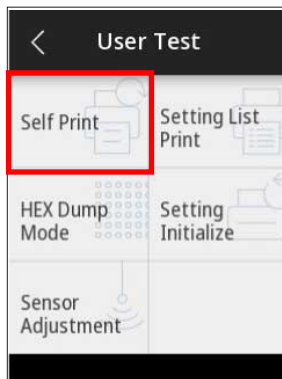 User Test
Self Print
Setting List
Print
HEX Dump
Mode
Setting
Initialize
Sensor
Adjustment